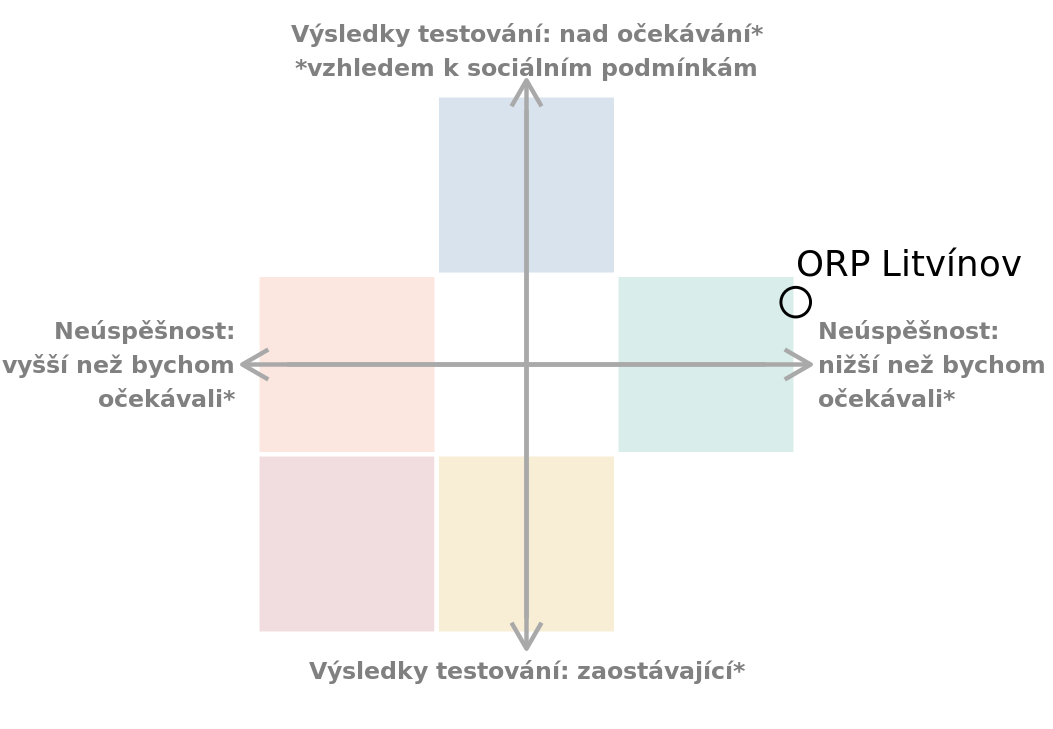 Výsledky testování: nad očekávání*
*vzhledem k sociálním podmínkám
ORP Litvínov
Neúspěšnost:
vyšší než bychom
očekávali*
Neúspěšnost:
nižší než bychom
očekávali*
Výsledky testování: zaostávající*